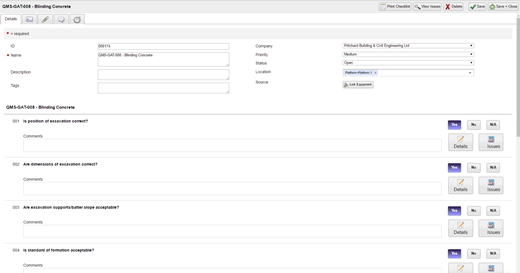 QMS-GAT-008 - Blinding Concrete
Print Checklist View Issues Delete Save Save + Close
Details
* = required
ID
Company Pritchard Building & Civil Engineering Ltd
* Name QMS-GAT-008 - Blinding Concrete
Priority Medium
Status Open
Description
Location
Tags
Source Link Equipment
QMS-GAT-008 - Blinding Concrete
001 Is position of excavation correct? Yes No N/A
Comments
Details Issues
002 Are dimensions of excavation correct? Yes No N/A
Comments
Details Issues
003 Are excavation supports/batter slope acceptable? Yes No N/A
Comments
Details Issues
004 Is standard of formation acceptable? Yes No N/A
Comments